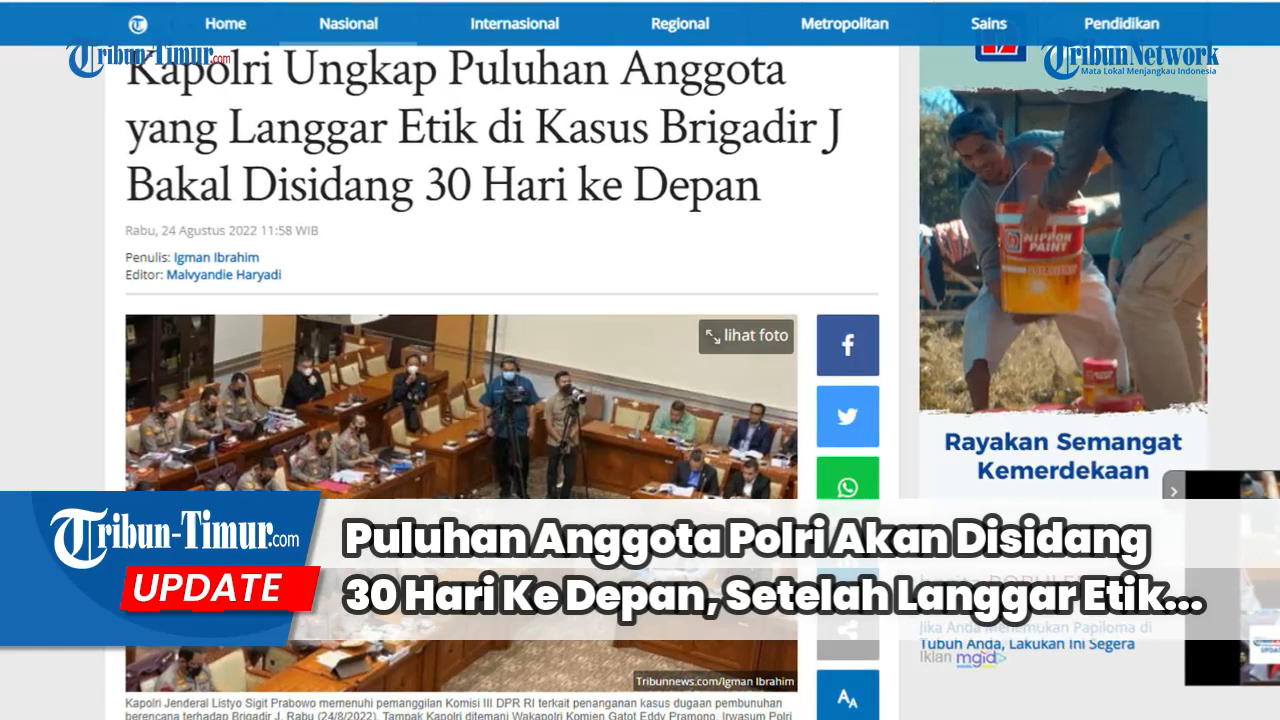 Home Nasional Internasional Regional Metropolitan Sains Pendidikan
Tribun-Timur.com
Tribun Network
Mata Lokal Menjangkau Indonesia
Kapolri Ungkap Puluhan Anggota
yang Langgar Etik di Kasus Brigadir J
Bakal Disidang 30 Hari ke Depan
Rabu, 24 Agustus 2022 11:58 WIB
Penulis: Igman Ibrahim
Editor: Malvyandie Haryadi
lihat foto
NIPPON
PAINT
Rayakan Semangat
Kemerdekaan
Tribun-Timur.com
UPDATE
Puluhan Anggota Polri Akan Disidang
30 Hari Ke Depan, Setelah Langgar Etik...
Jika Anda Menemukan Papiloma di
Tubuh Anda, Lakukan Ini Segera
Iklan mgid
Tribunnews.com/Igman Ibrahim
AA
Kapolri Jenderal Listyo Sigit Prabowo memenuhi pemanggilan Komisi III DPR RI terkait penanganan kasus dugaan pembunuhan
berencana terhadap Brigadir J, Rabu (24/8/2022). Tampak Kapolri ditemani Wakapolri Komjen Gatot Eddy Pramono, Irwasum Polri